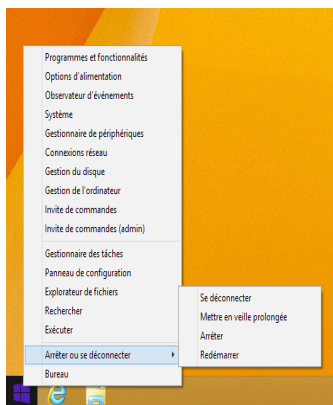 Programmes et fonctionnalités
Options d'alimentation
Observateur d'événements
Système
Gestionnaire de périphériques
Connexions réseau
Gestion du disque
Gestion de l'ordinateur
Invite de commandes
Invite de commandes (admin)
Gestionnaire des tâches
Panneau de configuration
Explorateur de fichiers
Rechercher
Exécuter
Arrêter ou se déconnecter
Bureau
Se déconnecter
Mettre en veille prolongée
Arrêter
Redémarrer